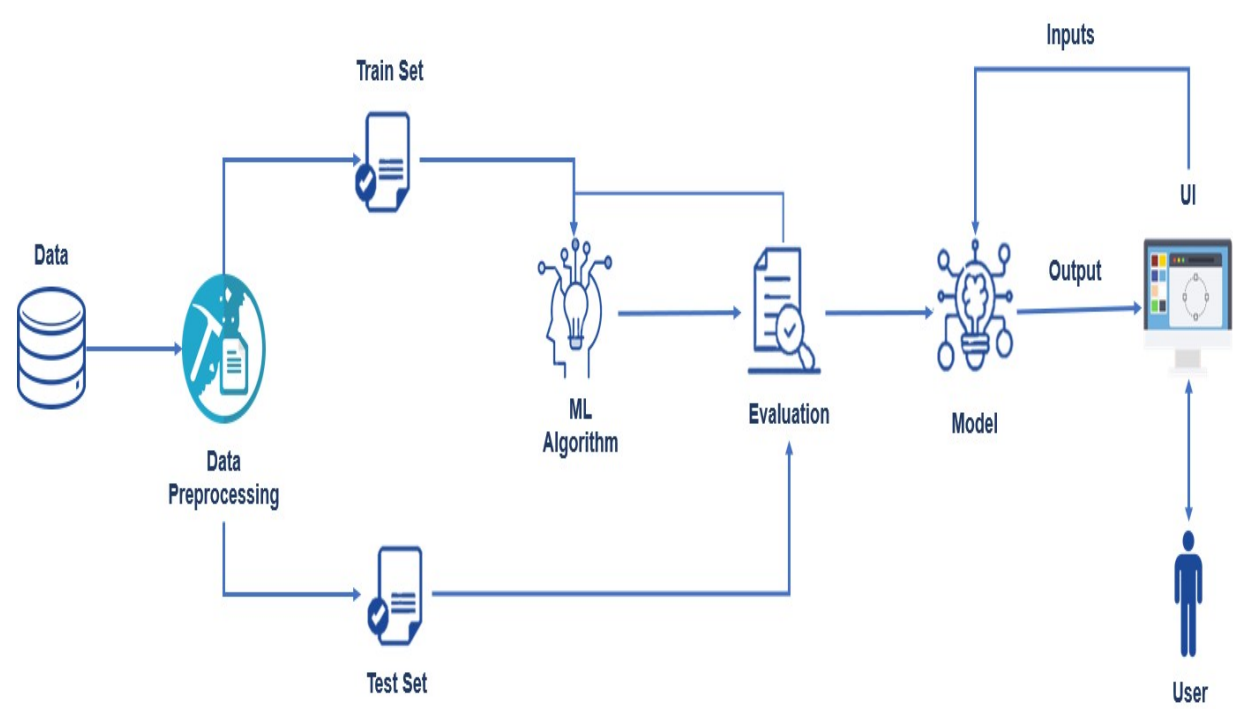 Inputs
Train Set
UI
Data
Output
ML
Algorithm
Evaluation
Model
Data
Preprocessing
Test Set
User